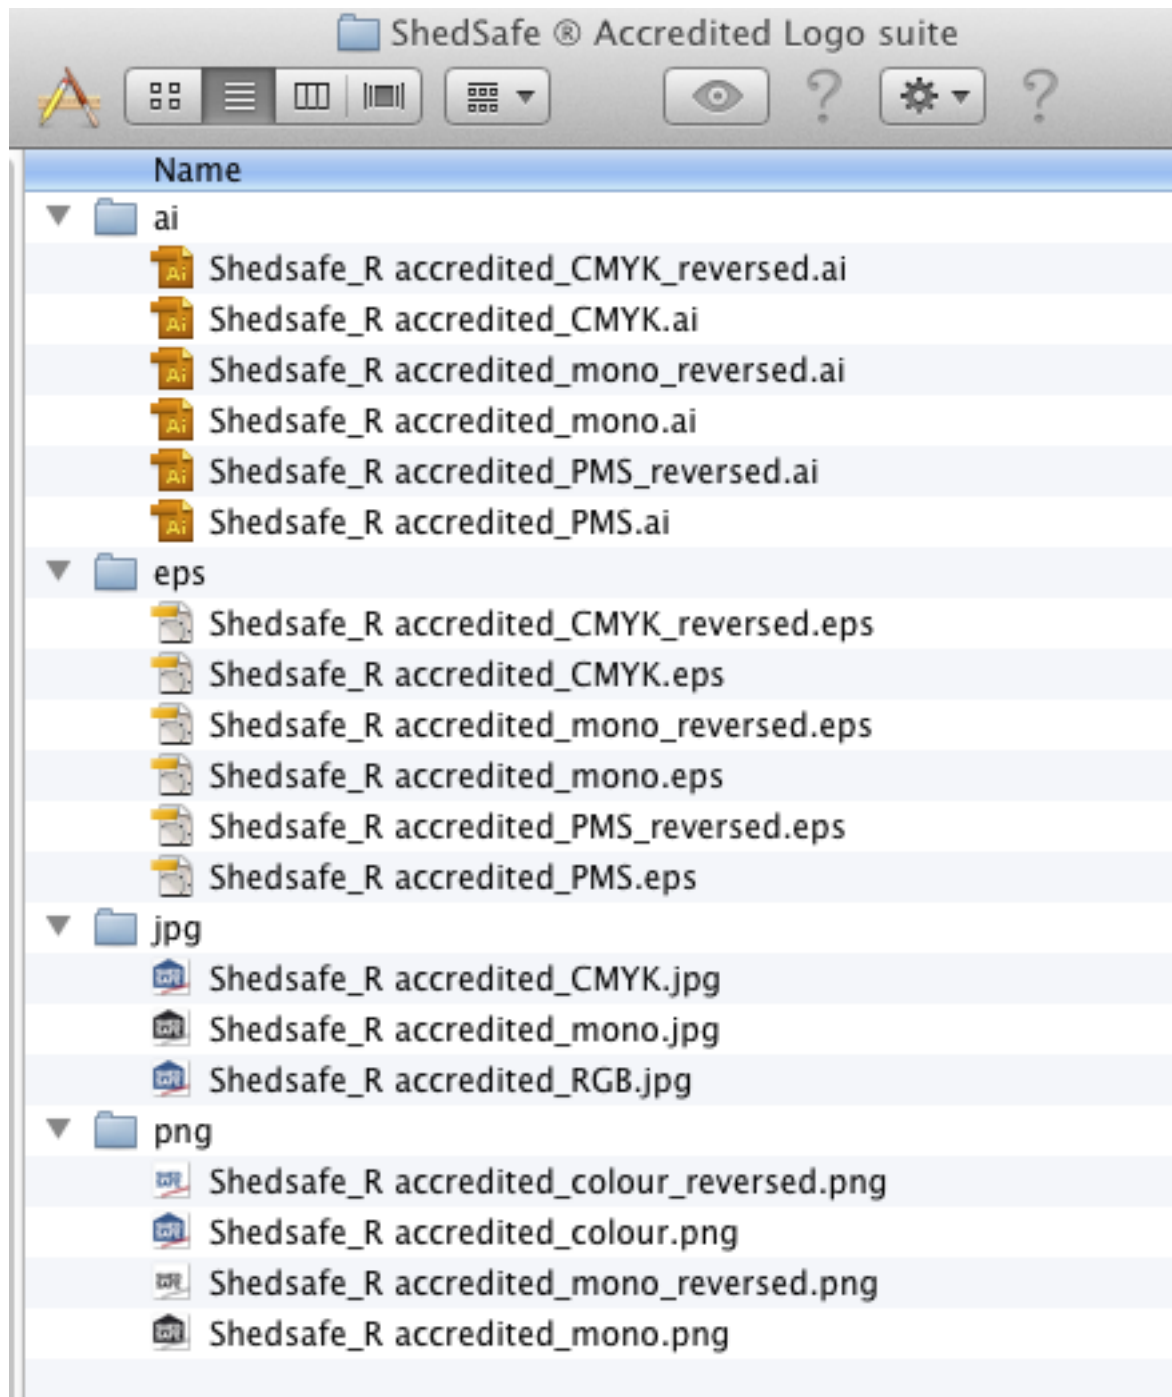 ShedSafe ® Accredited Logo suite
Name
ai
Shedsafe_R accredited_CMYK_reversed.ai
Shedsafe_R accredited_CMYK.ai
Shedsafe_R accredited_mono_reversed.ai
Shedsafe_R accredited_mono.ai
Shedsafe_R accredited_PMS_reversed.ai
Shedsafe_R accredited_PMS.ai
eps
Shedsafe_R accredited_CMYK_reversed.eps
Shedsafe_R accredited_CMYK.eps
Shedsafe_R accredited_mono_reversed.eps
Shedsafe_R accredited_mono.eps
Shedsafe_R accredited_PMS_reversed.eps
Shedsafe_R accredited_PMS.eps
jpg
Shedsafe_R accredited_CMYK.jpg
Shedsafe_R accredited_mono.jpg
Shedsafe_R accredited_RGB.jpg
png
Shedsafe_R accredited_colour_reversed.png
Shedsafe_R accredited_colour.png
Shedsafe_R accredited_mono_reversed.png
Shedsafe_R accredited_mono.png